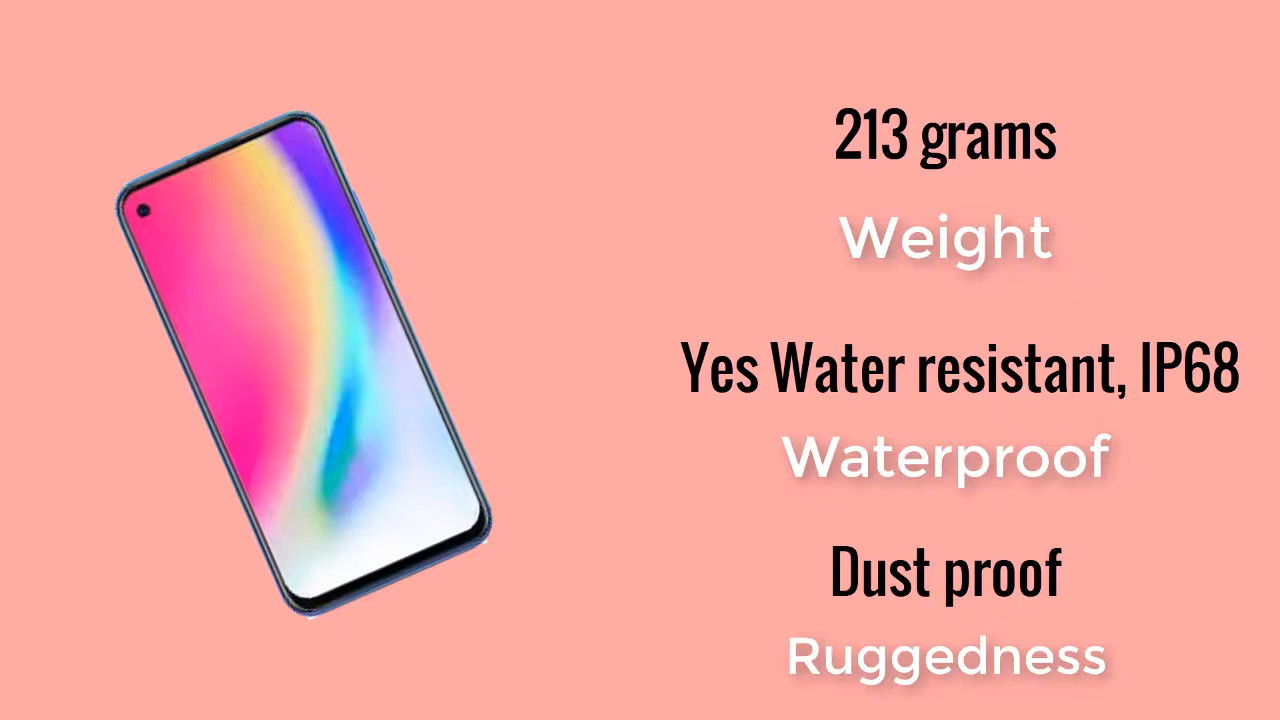 213 grams
Weight
Yes Water resistant, IP68
Waterproof
Dust proof
Ruggedness